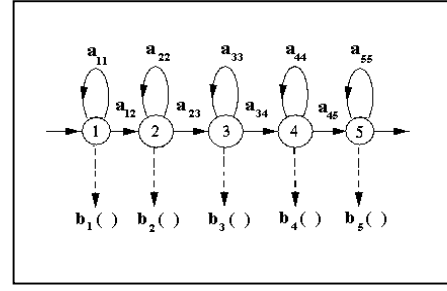 a11 a22 a33 a44 a55
a12 a23 a34 a45
1 2 3 4 5
b1( ) b2( ) b3( ) b4( ) b5( )